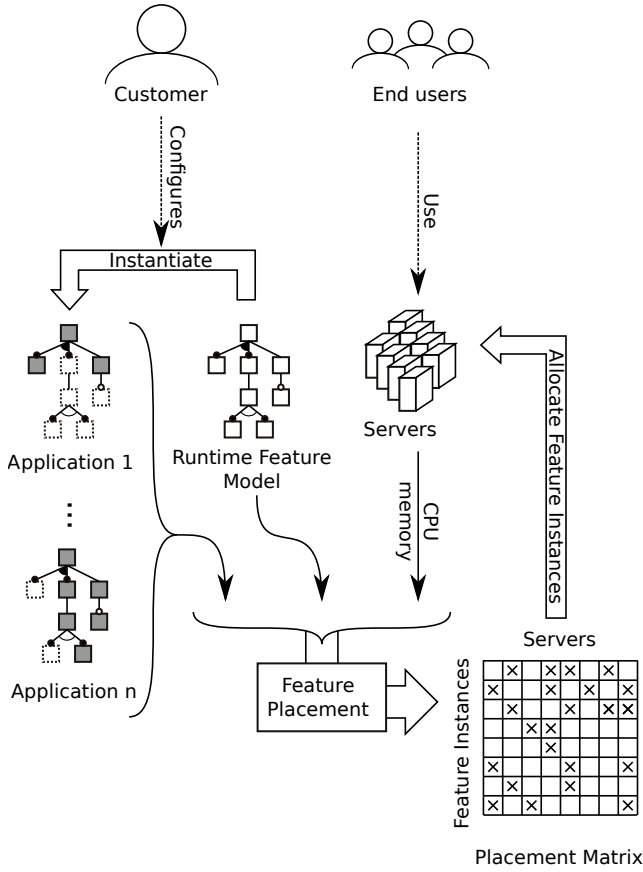 Customer
End users
Configures
Use
Instantiate
Allocate Feature Instances
Servers
Application 1
Runtime Feature
Model
CPU
memory
Application n
Feature
Placement
Servers
Feature Instances
Placement Matrix